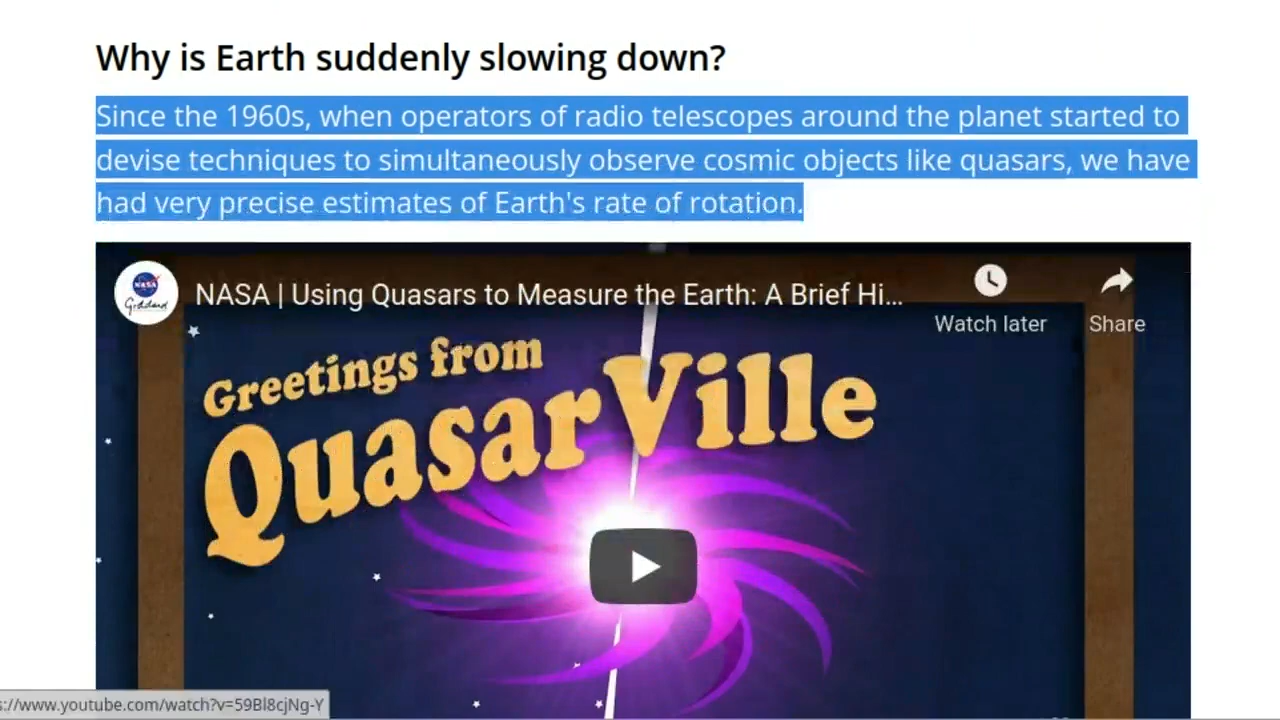 Why is Earth suddenly slowing down?
Since the 1960s, when operators of radio telescopes around the planet started to
devise techniques to simultaneously observe cosmic objects like quasars, we have
had very precise estimates of Earth's rate of rotation.
NASA
Goddard
NASA | Using Quasars to Measure the Earth: A Brief Hi...
Watch later
Share
Greetings from
QuasarVille
s://www.youtube.com/watch?v=59Bl8cjNg-Y